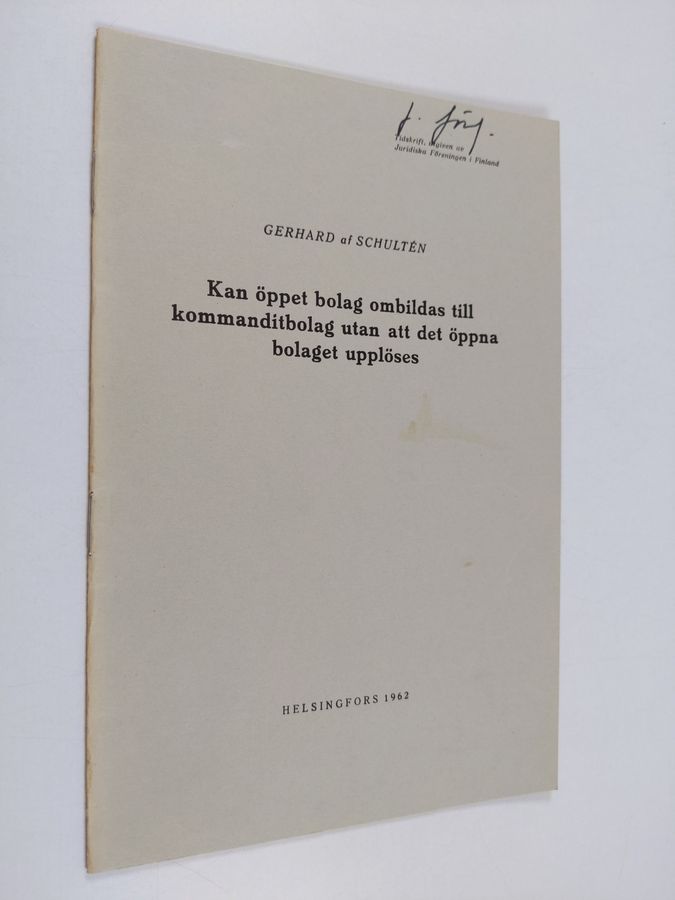 Tidskrift, utgiven av
Juridiska Föreningen i Finland
GERHARD af SCHULTÉN
Kan öppet bolag ombildas till
kommanditbolag utan att det öppna
bolaget upplöses
HELSINGFORS 1962